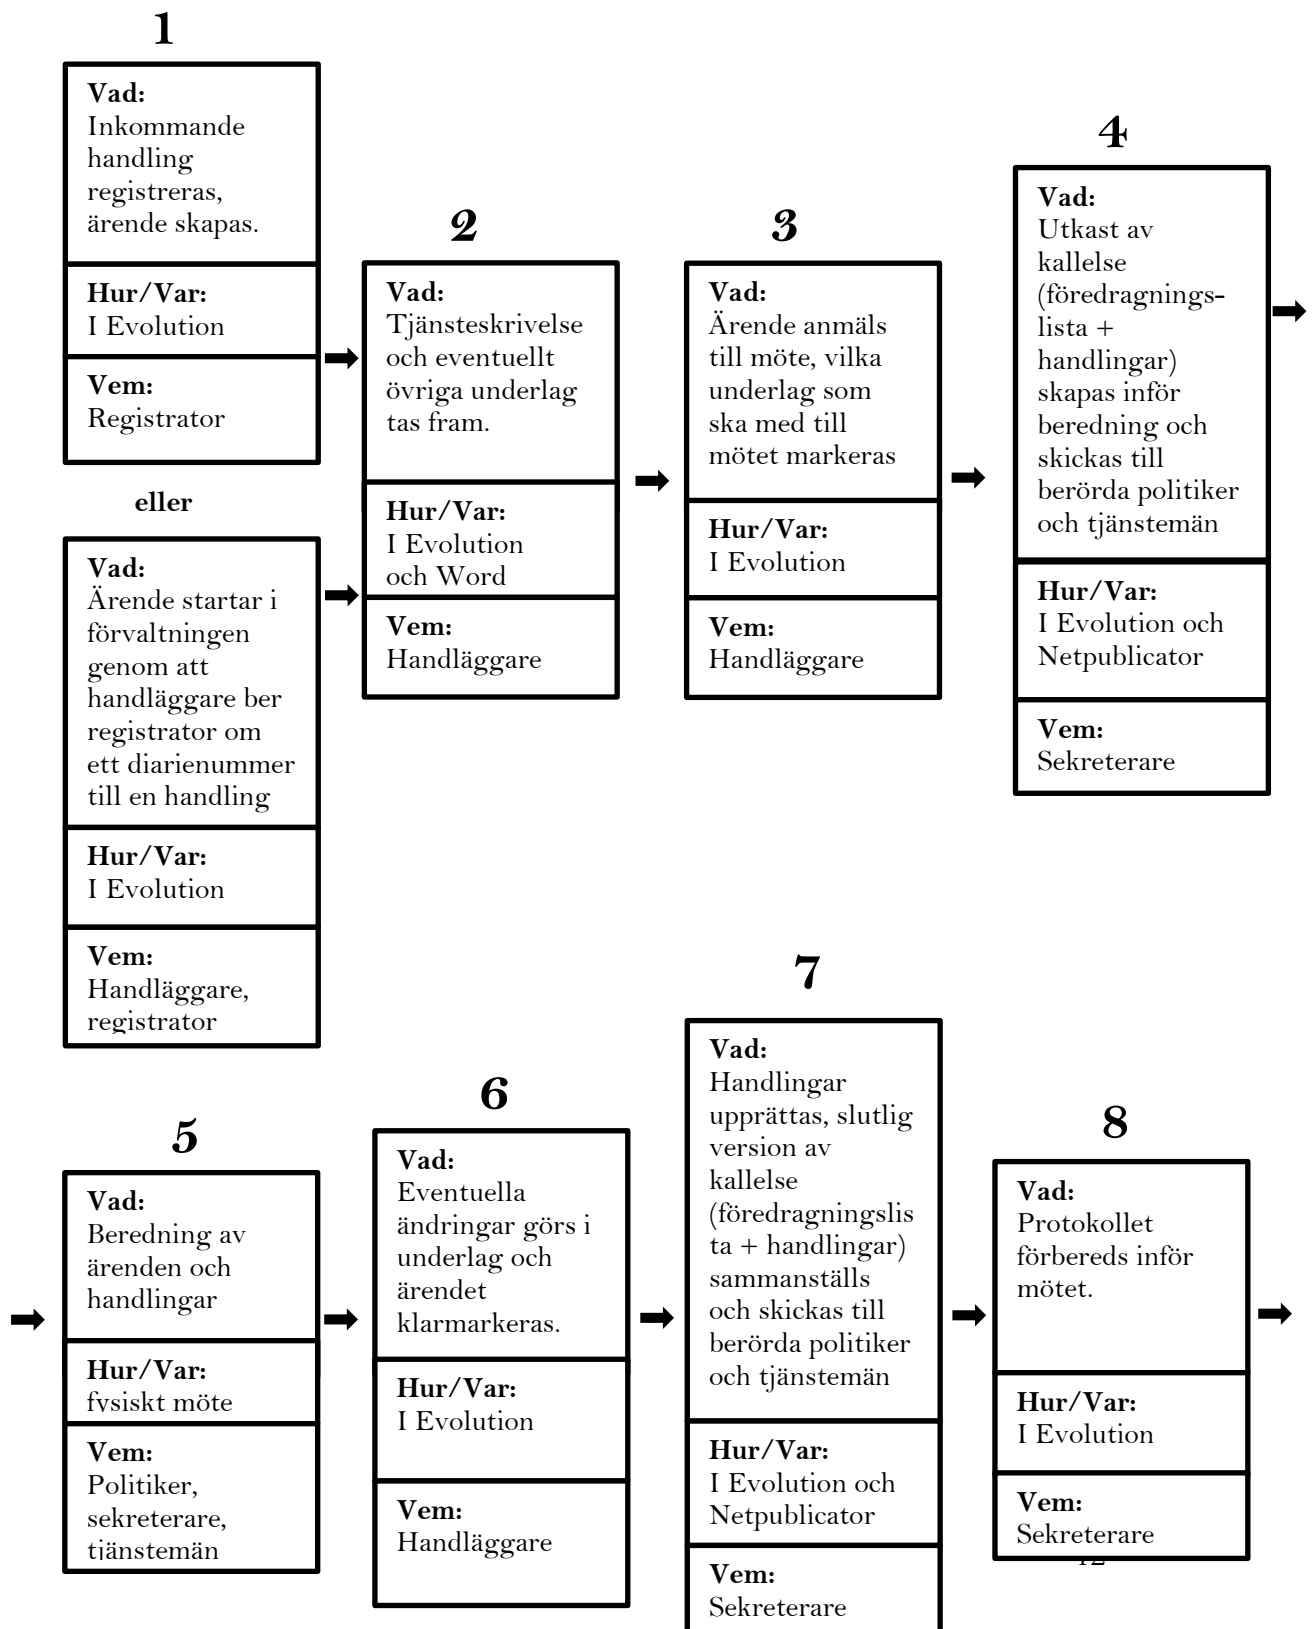 1
Vad:
Inkommande
handling
registreras,
ärende skapas.
Hur/Var:
I Evolution
Vem:
Registrator
eller
Vad:
Ärende startar i
förvaltningen
genom att
handläggare ber
registrator om
ett diarienummer
till en handling
Hur/Var:
I Evolution
Vem:
Handläggare,
registrator
2
Vad:
Tjänsteskrivelse
och eventuellt
övriga underlag
tas fram.
Hur/Var:
I Evolution
och Word
Vem:
Handläggare
3
Vad:
Ärende anmäls
till möte, vilka
underlag som
ska med till
mötet markeras
Hur/Var:
I Evolution
Vem:
Handläggare
4
Vad:
Utkast av
kallelse
(föredragnings-
lista +
handlingar)
skapas inför
beredning och
skickas till
berörda politiker
och tjänstemän
Hur/Var:
I Evolution och
Netpublicator
Vem:
Sekreterare
5
Vad:
Beredning av
ärenden och
handlingar
Hur/Var:
fysiskt möte
Vem:
Politiker,
sekreterare,
tjänstemän
6
Vad:
Eventuella
ändringar görs i
underlag och
ärendet
klarmarkeras.
Hur/Var:
I Evolution
Vem:
Handläggare
7
Vad:
Handlingar
upprättas, slutlig
version av
kallelse
(föredragningslis
ta + handlingar)
sammanställs
och skickas till
berörda politiker
och tjänstemän
Hur/Var:
I Evolution och
Netpublicator
Vem:
Sekreterare
8
Vad:
Protokollet
förbereds inför
mötet.
Hur/Var:
I Evolution
Vem:
Sekreterare